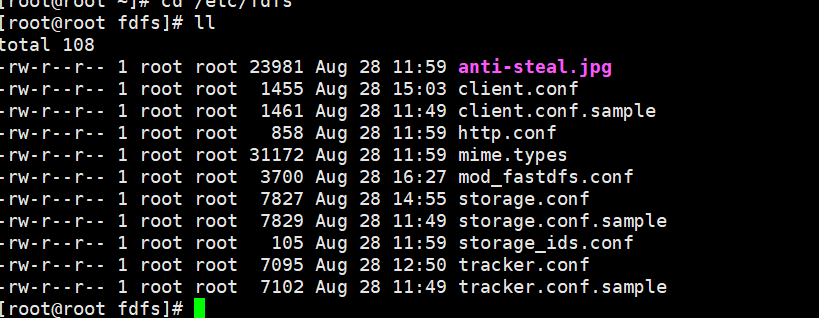 [root@root ~]# cd /etc/fdfs
[root@root fdfs]# ll
total 108
-rw-r--r-- 1 root root 23981 Aug 28 11:59 anti-steal.jpg
-rw-r--r-- 1 root root  1455 Aug 28 15:03 client.conf
-rw-r--r-- 1 root root  1461 Aug 28 11:49 client.conf.sample
-rw-r--r-- 1 root root   858 Aug 28 11:59 http.conf
-rw-r--r-- 1 root root 31172 Aug 28 11:59 mime.types
-rw-r--r-- 1 root root  3700 Aug 28 16:27 mod_fastdfs.conf
-rw-r--r-- 1 root root  7827 Aug 28 14:55 storage.conf
-rw-r--r-- 1 root root  7829 Aug 28 11:49 storage.conf.sample
-rw-r--r-- 1 root root   105 Aug 28 11:59 storage_ids.conf
-rw-r--r-- 1 root root  7095 Aug 28 12:50 tracker.conf
-rw-r--r-- 1 root root  7102 Aug 28 11:49 tracker.conf.sample
[root@root fdfs]#